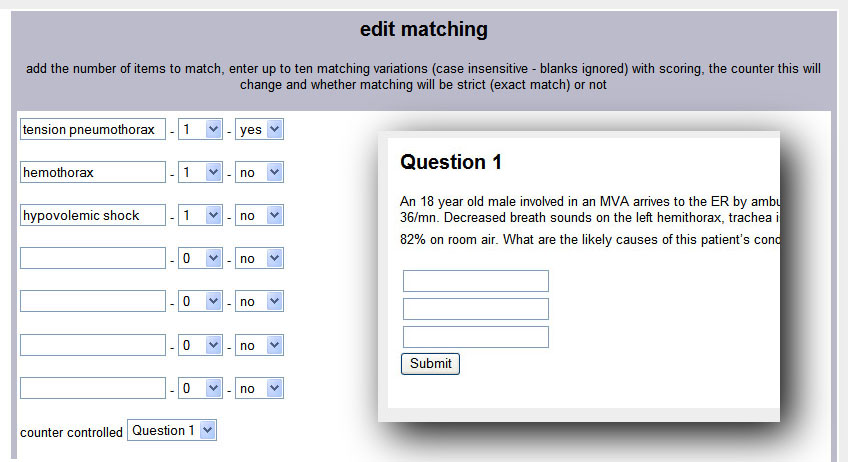 edit matching
add the number of items to match, enter up to ten matching variations (case insensitive - blanks ignored) with scoring, the counter this will
change and whether matching will be strict (exact match) or not
tension pneumothorax - 1 - yes
hemothorax - 1 - no
hypovolemic shock - 1 - no
- 0 - no
- 0 - no
- 0 - no
- 0 - no
counter controlled Question 1
Question 1
An 18 year old male involved in an MVA arrives to the ER by
36/mn. Decreased breath sounds on the left hemithorax, trachea
82% on room air. What are the likely causes of this patient's
Submit